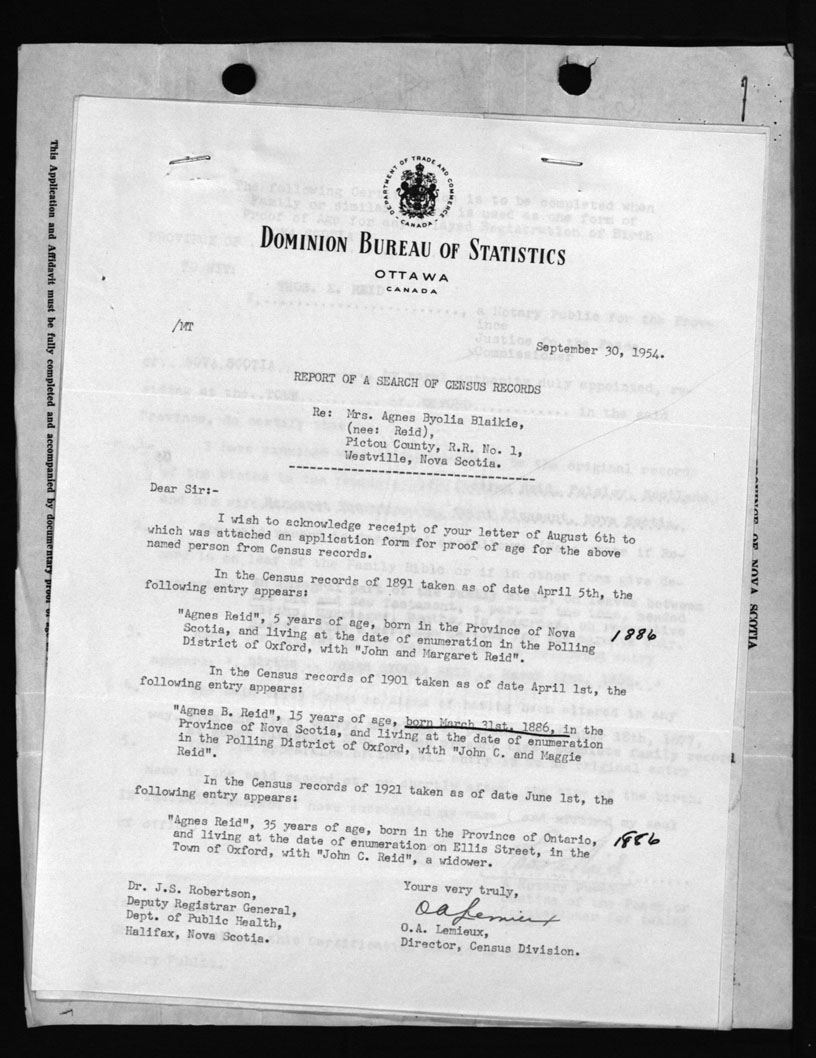 DEPARTMENT OF TRADE AND COMMERCE
CANADA
DOMINION BUREAU OF STATISTICS
OTTAWA
CANADA
/MT
September 30, 1954.
REPORT OF A SEARCH OF CENSUS RECORDS
Re: Mrs. Agnes Byolia Blaikie,
(nee: Reid),
Pictou County, R.R. No. 1,
Westville, Nova Scotia.
Dear Sir:-
I wish to acknowledge receipt of your letter of August 6th to
which was attached an application form for proof of age for the above
named person from Census records.
In the Census records of 1891 taken as of date April 5th, the
following entry appears:
"Agnes Reid", 5 years of age, born in the Province of Nova
Scotia, and living at the date of enumeration in the Polling
District of Oxford, with "John and Margaret Reid".
1886
In the Census records of 1901 taken as of date April 1st, the
following entry appears:
"Agnes B. Reid", 15 years of age, born March 31st, 1886, in the
Province of Nova Scotia, and living at the date of enumeration
in the Polling District of Oxford, with "John C. and Maggie
Reid".
In the Census records of 1921 taken as of date June 1st, the
following entry appears:
"Agnes Reid", 35 years of age, born in the Province of Ontario,
and living at the date of enumeration on Ellis Street, in the
Town of Oxford, with "John C. Reid", a widower.
1886
Yours very truly,
OALemieux
O.A. Lemieux,
Director, Census Division.
Dr. J.S. Robertson,
Deputy Registrar General,
Dept. of Public Health,
Halifax, Nova Scotia.
This Application and Affidavit must be fully completed and accompanied by documentary proof
OF NOVA SCOTIA